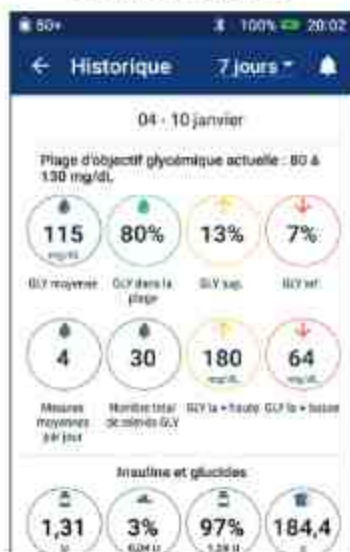 80+ 100% 20:02
← Historique 7 jours
04 - 10 janvier
Plage d'objectif glycémique actuelle : 80 à
130 mg/dL
115 80% 13% 7%
mg/dL
GLY moyenne GLY dans la GLY sup. GLY inf.
plage
4 30 180 64
mg/dL mg/dL
Mesures Nombre total GLY la + haute GLY la + basse
moyennes de relevés GLY
par jour
Insuline et glucides
1,31 3% 97% 184,4
U 0,04 U g